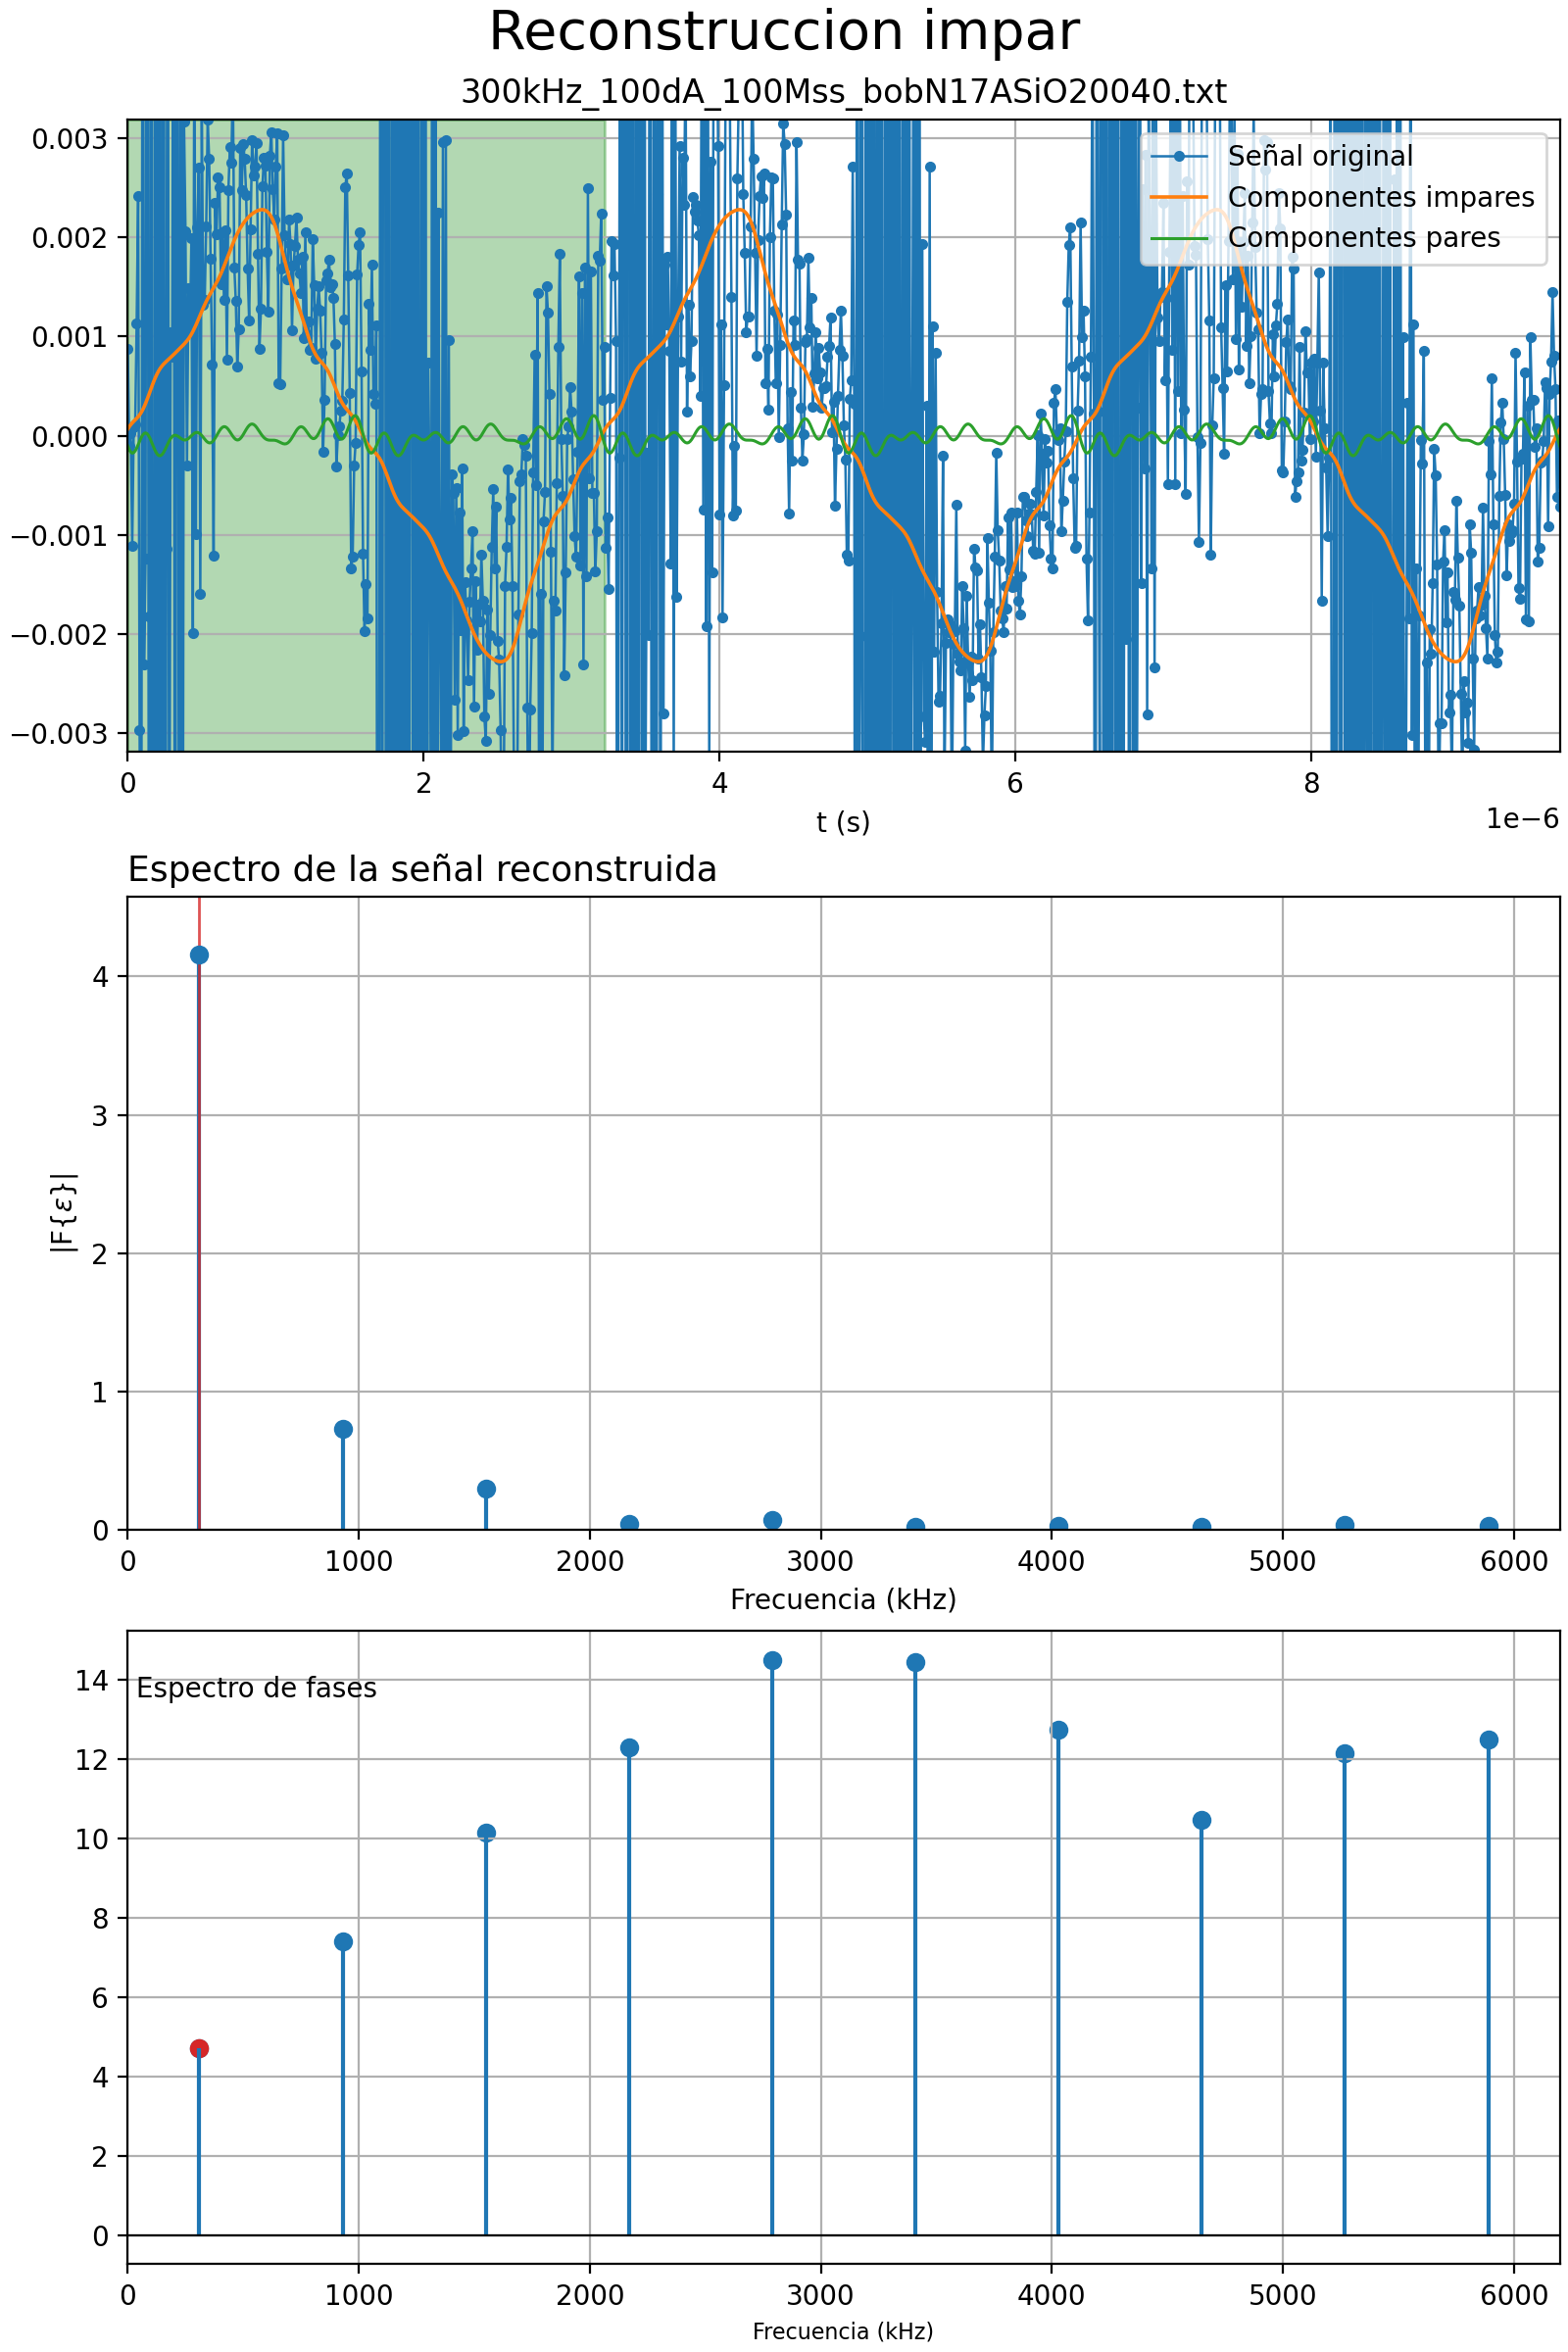 Reconstruccion impar
300kHz_100dA_100Mss_bobN17ASiO20040.txt
0.003
0.002
0.001
0.000
−0.001
−0.002
−0.003
Señal original
Componentes impares
Componentes pares
0 2 4 6 8
1e−6
t (s)
Espectro de la señal reconstruida
4
3
2
1
0
|F{ε}|
0 1000 2000 3000 4000 5000 6000
Frecuencia (kHz)
14
12
10
8
6
4
2
0
Espectro de fases
0 1000 2000 3000 4000 5000 6000
Frecuencia (kHz)